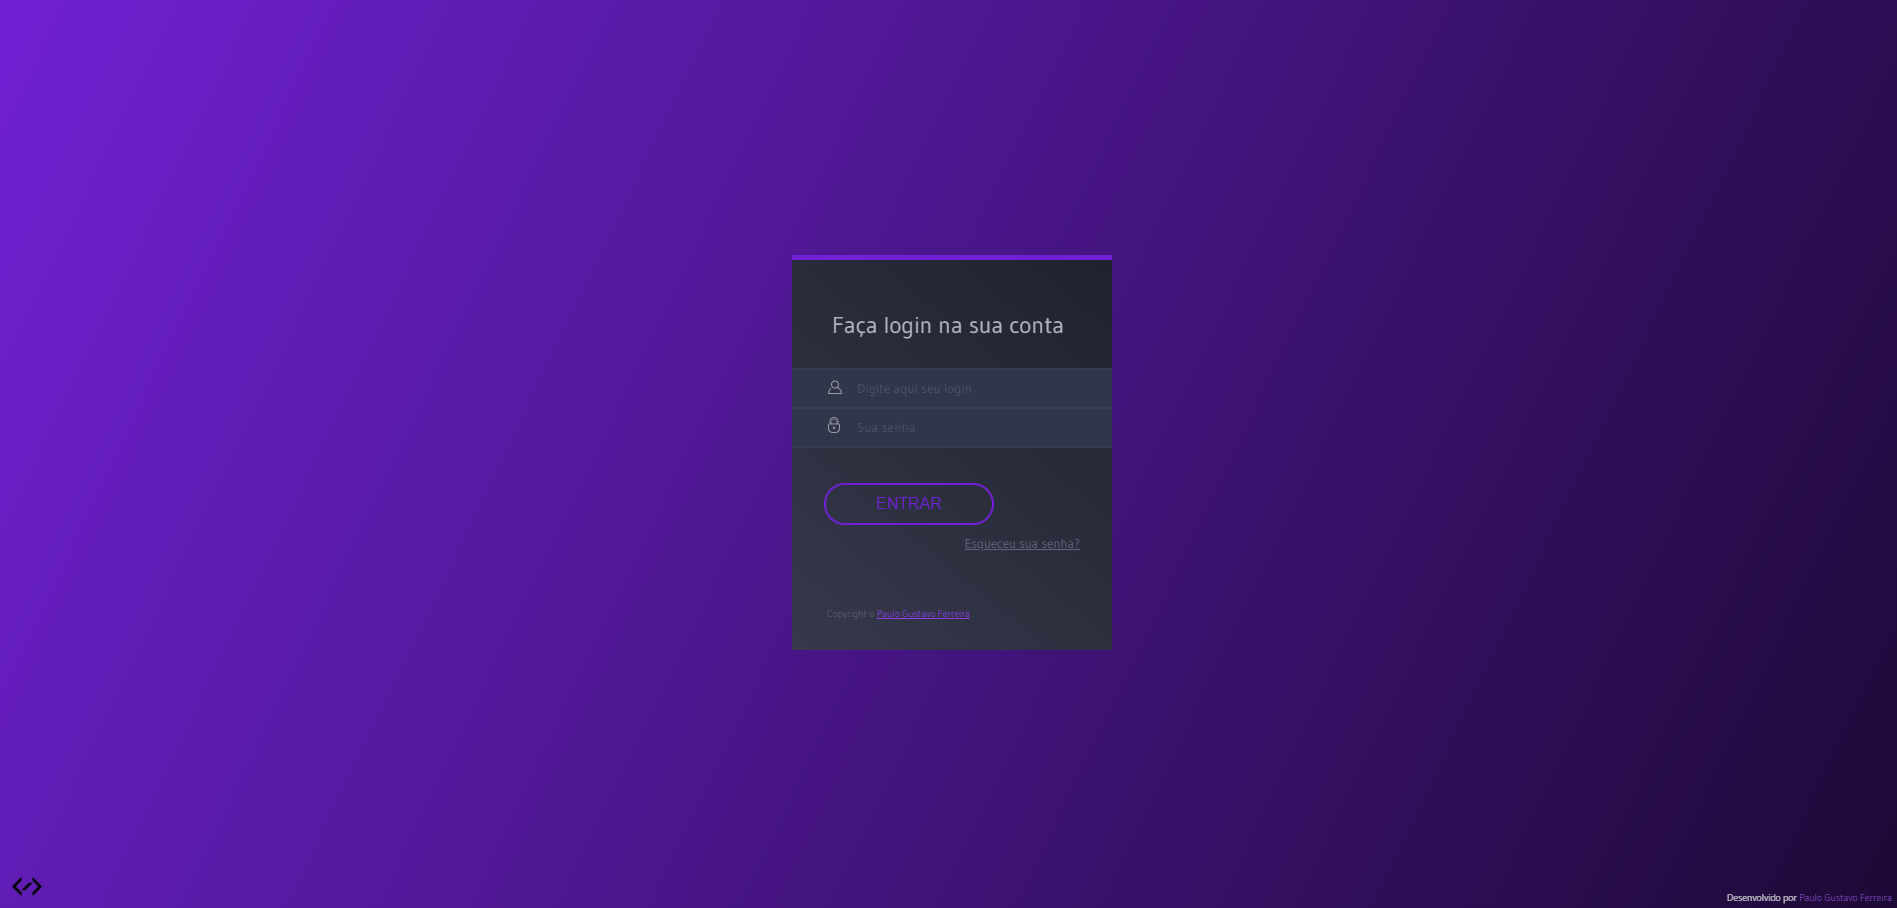 Faça login na sua conta
Digite aqui seu login
Sua senha
ENTRAR
Esqueceu sua senha?
Copyright © Paulo Gustavo Ferreira.
Desenvolvido por Paulo Gustavo Ferreira